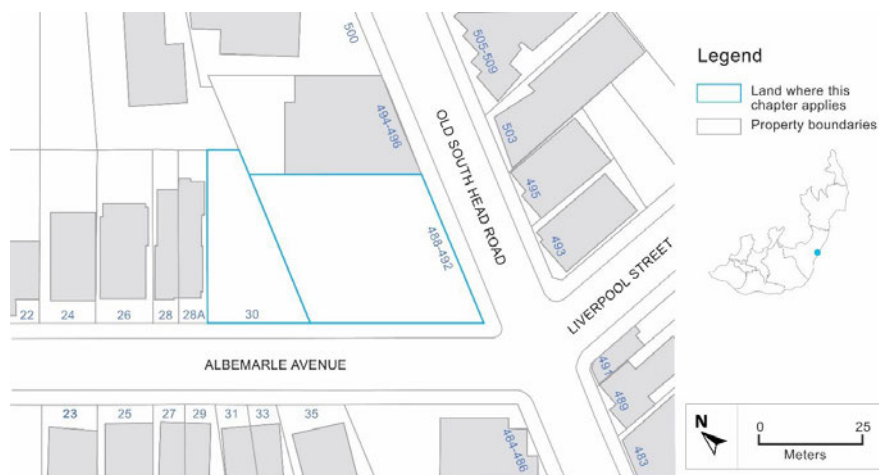 500
505-509
Legend
Land where this
chapter applies
Property boundaries
494-496
OLD SOUTH HEAD ROAD
503
495
493
488-492
LIVERPOOL STREET
22
24
26
28
28A
30
ALBEMARLE AVENUE
491
489
483
23
25
27
29
31
33
35
484-486
N
0
25
Meters